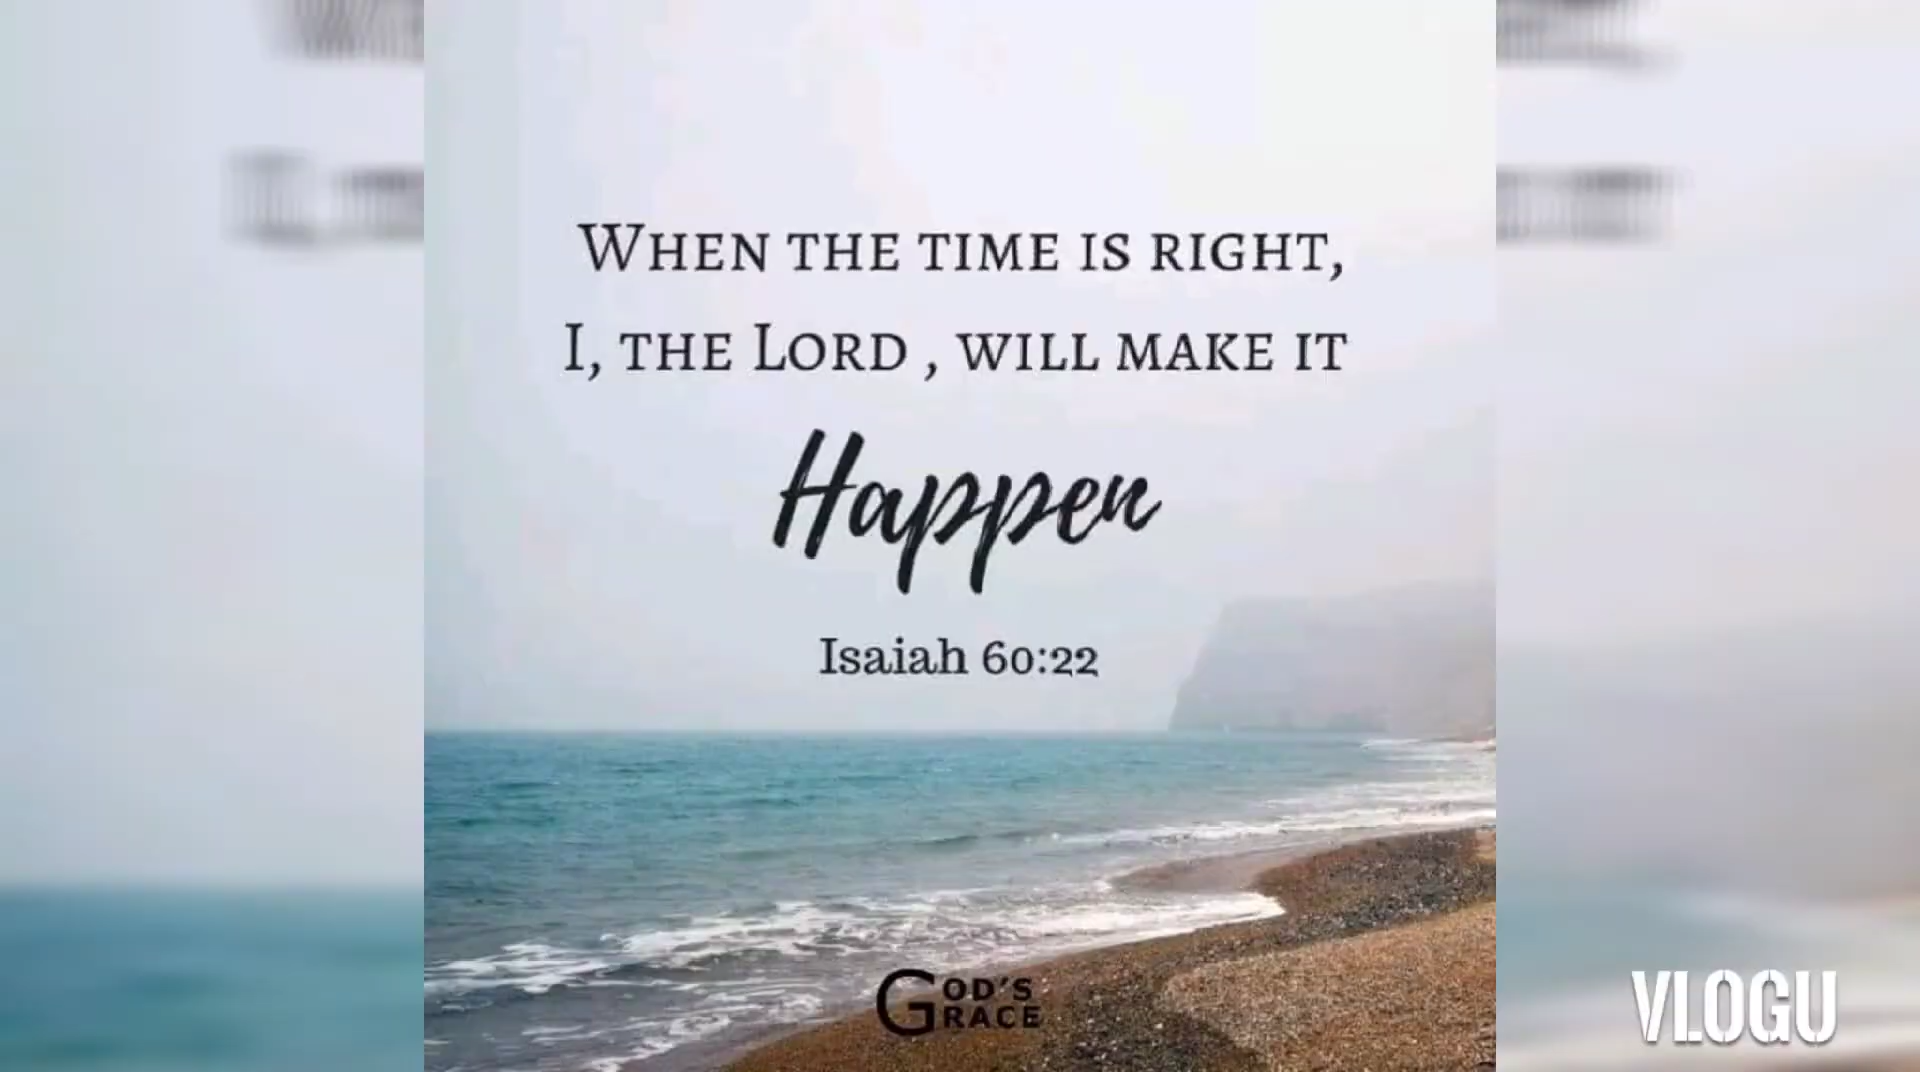 When the time is right,
I, the Lord , will make it
Happen
Isaiah 60:22
God's
Grace
VLOGU